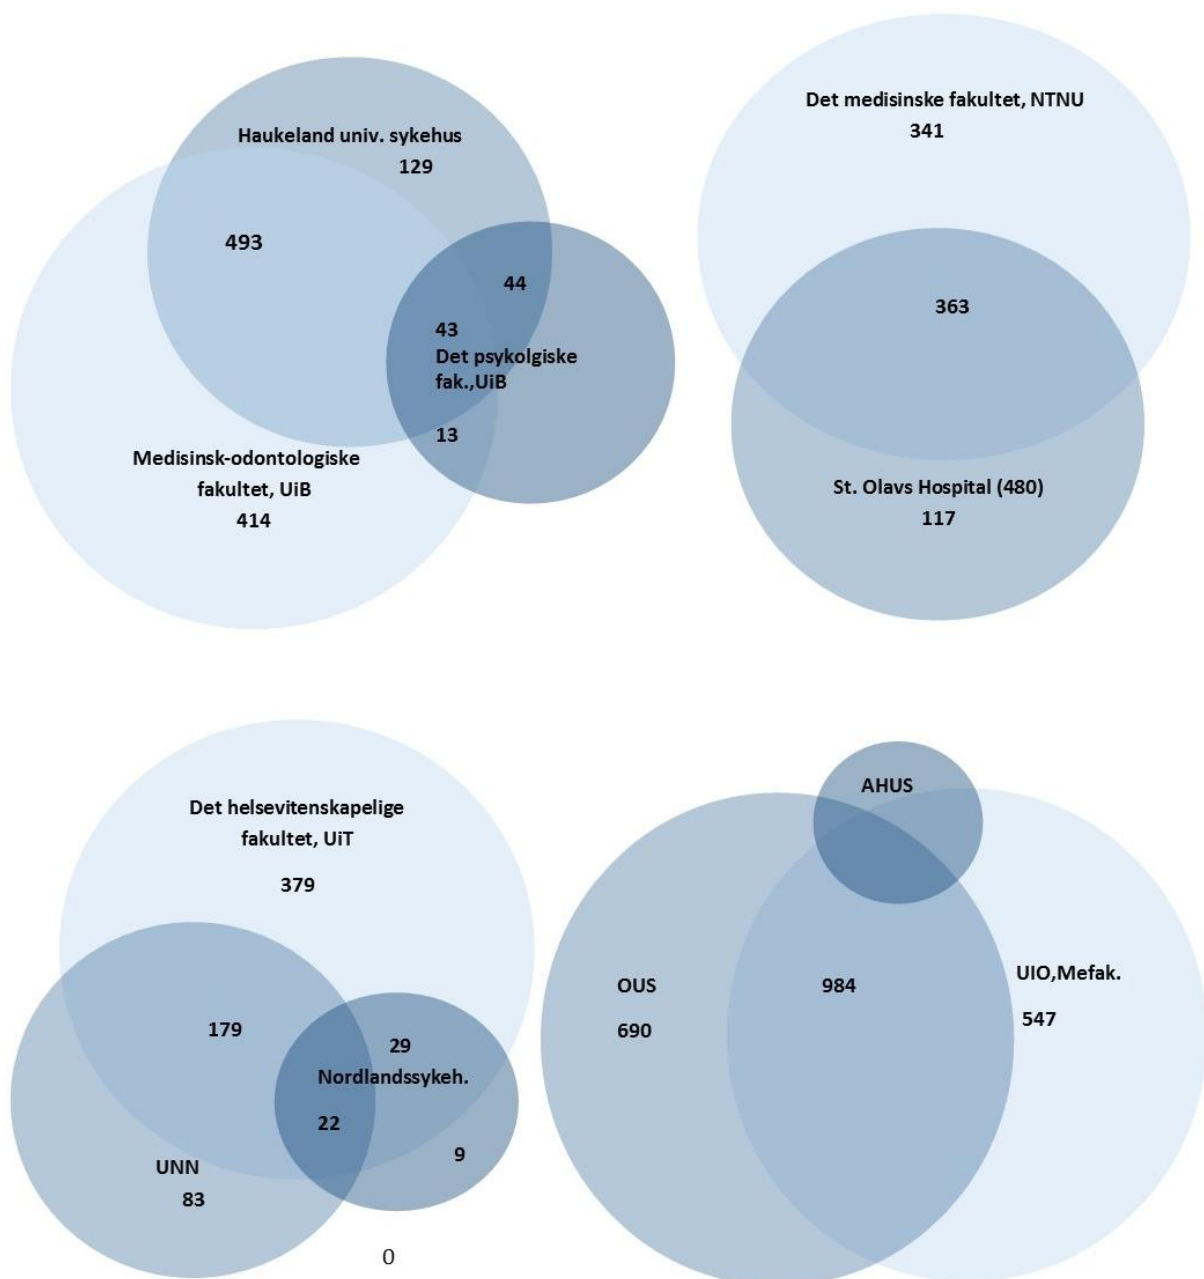 Haukeland univ. sykehus
129
493
44
43
Det psykolgiske
fak.,UiB
13
Medisinsk-odontologiske
fakultet, UiB
414
Det medisinske fakultet, NTNU
341
363
St. Olavs Hospital (480)
117
Det helsevitenskapelige
fakultet, UiT
379
179
29
Nordlandssykeh.
22
9
UNN
83
0
AHUS
OUS
690
984
UIO,Mefak.
547